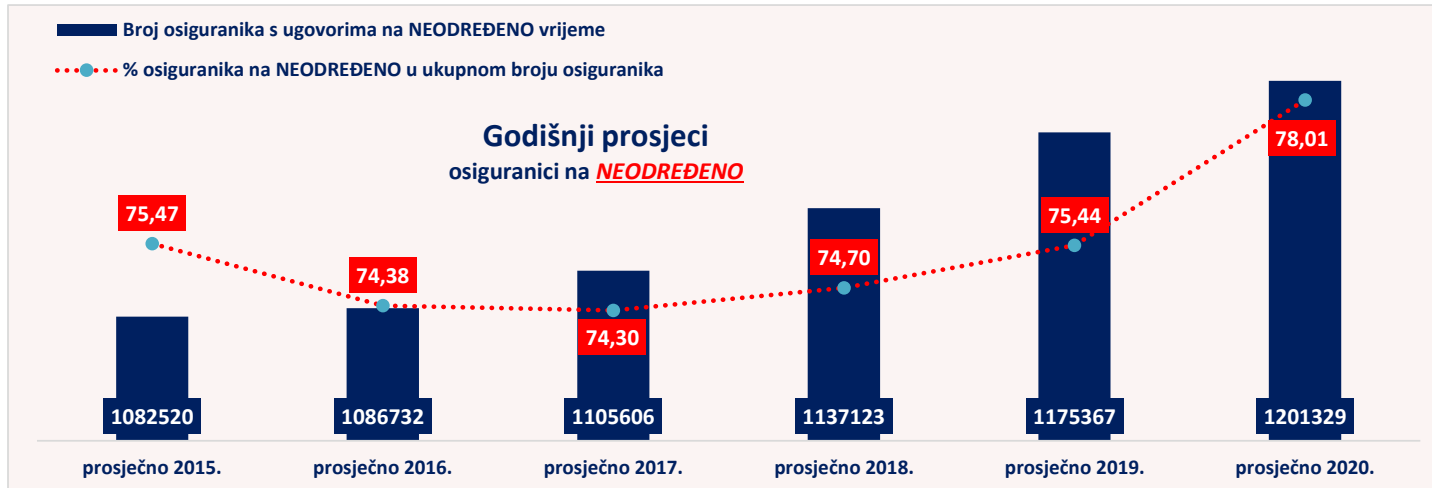 Broj osiguranika s ugovorima na NEODREĐENO vrijeme
% osiguranika na NEODREĐENO u ukupnom broju osiguranika
Godišnji prosjeci
osiguranici na NEODREĐENO
75,47
74,38
74,30
74,70
75,44
78,01
1082520
1086732
1105606
1137123
1175367
1201329
prosječno 2015.
prosječno 2016.
prosječno 2017.
prosječno 2018.
prosječno 2019.
prosječno 2020.